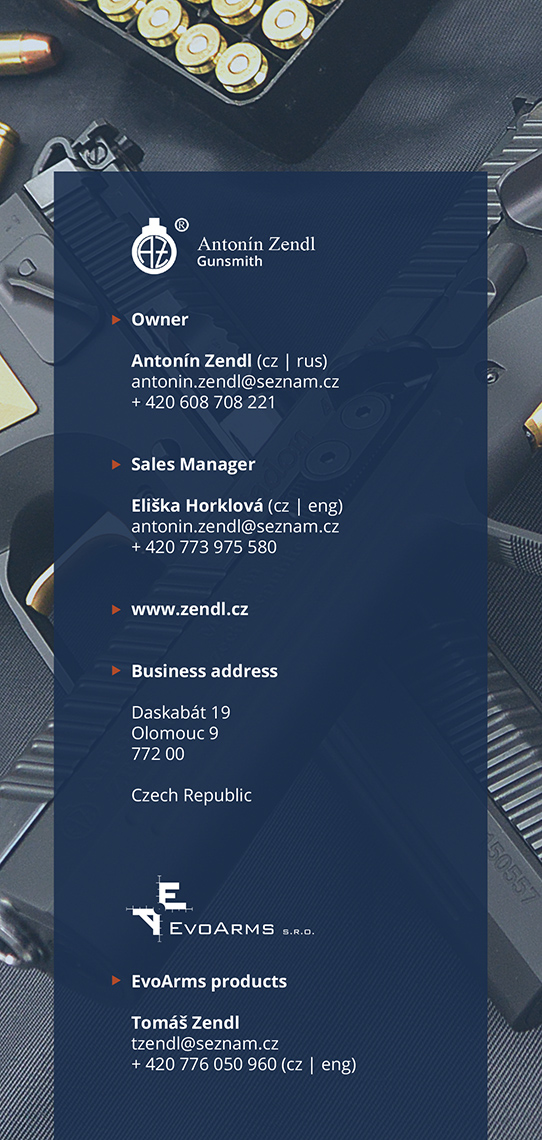 AZ®
Antonín Zendl
Gunsmith
Owner
Antonín Zendl (cz | rus)
antonin.zendl@seznam.cz
+ 420 608 708 221
Sales Manager
Eliška Horklová (cz | eng)
antonin.zendl@seznam.cz
+ 420 773 975 580
www.zendl.cz
Business address
Daskabát 19
Olomouc 9
772 00
Czech Republic
EA
EVOARMS S.R.O.
EvoArms products
Tomáš Zendl
tzendl@seznam.cz
+ 420 776 050 960 (cz | eng)